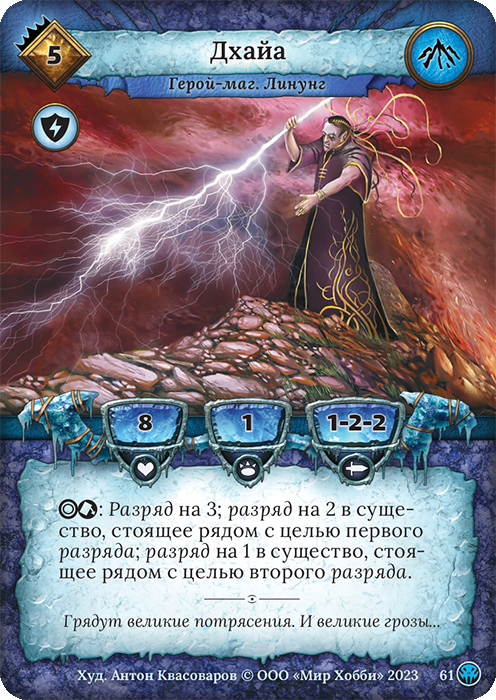 5
Дхайа
Герой-маг. Линунг
8 1 1-2-2
: Разряд на 3; разряд на 2 в суще-
ство, стоящее рядом с целью первого
разряда; разряд на 1 в существо, стоя-
щее рядом с целью второго разряда.
Грядут великие потрясения. И великие грозы...
Худ. Антон Квасоваров © ООО «Мир Хобби» 2023 61